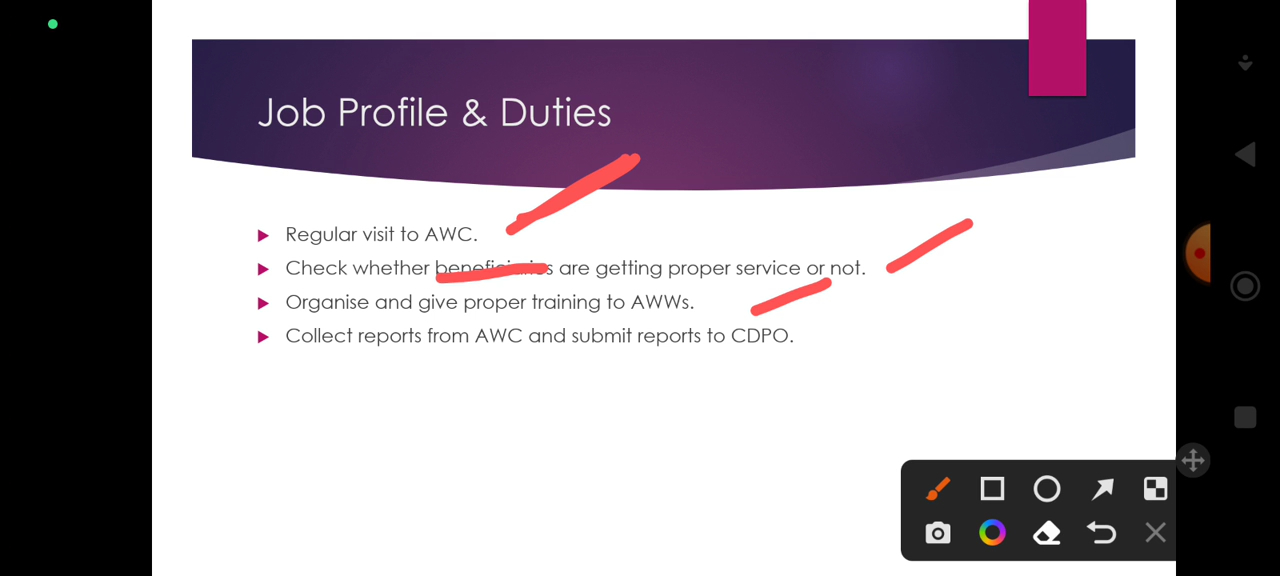 Job Profile & Duties
Regular visit to AWC.
Check whether beneficiaries are getting proper service or not.
Organise and give proper training to AWWs.
Collect reports from AWC and submit reports to CDPO.